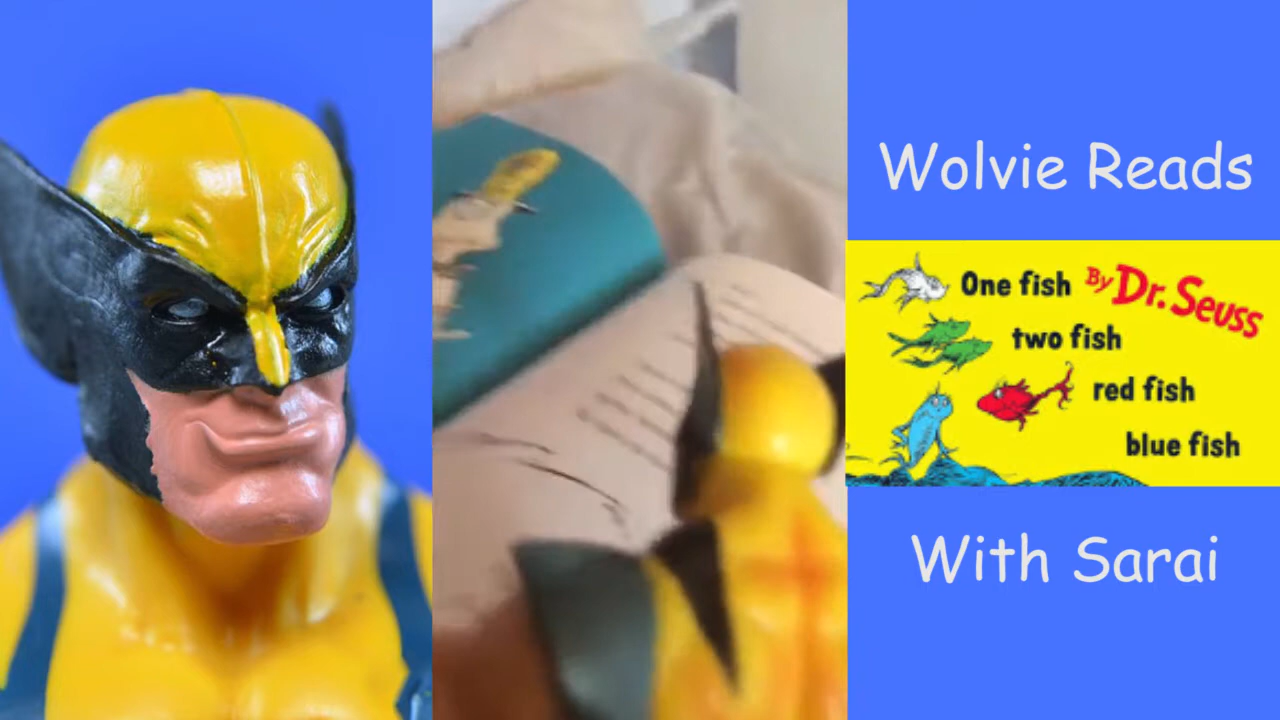 Wolvie Reads
One fish By Dr. Seuss
two fish
red fish
blue fish
With Sarai